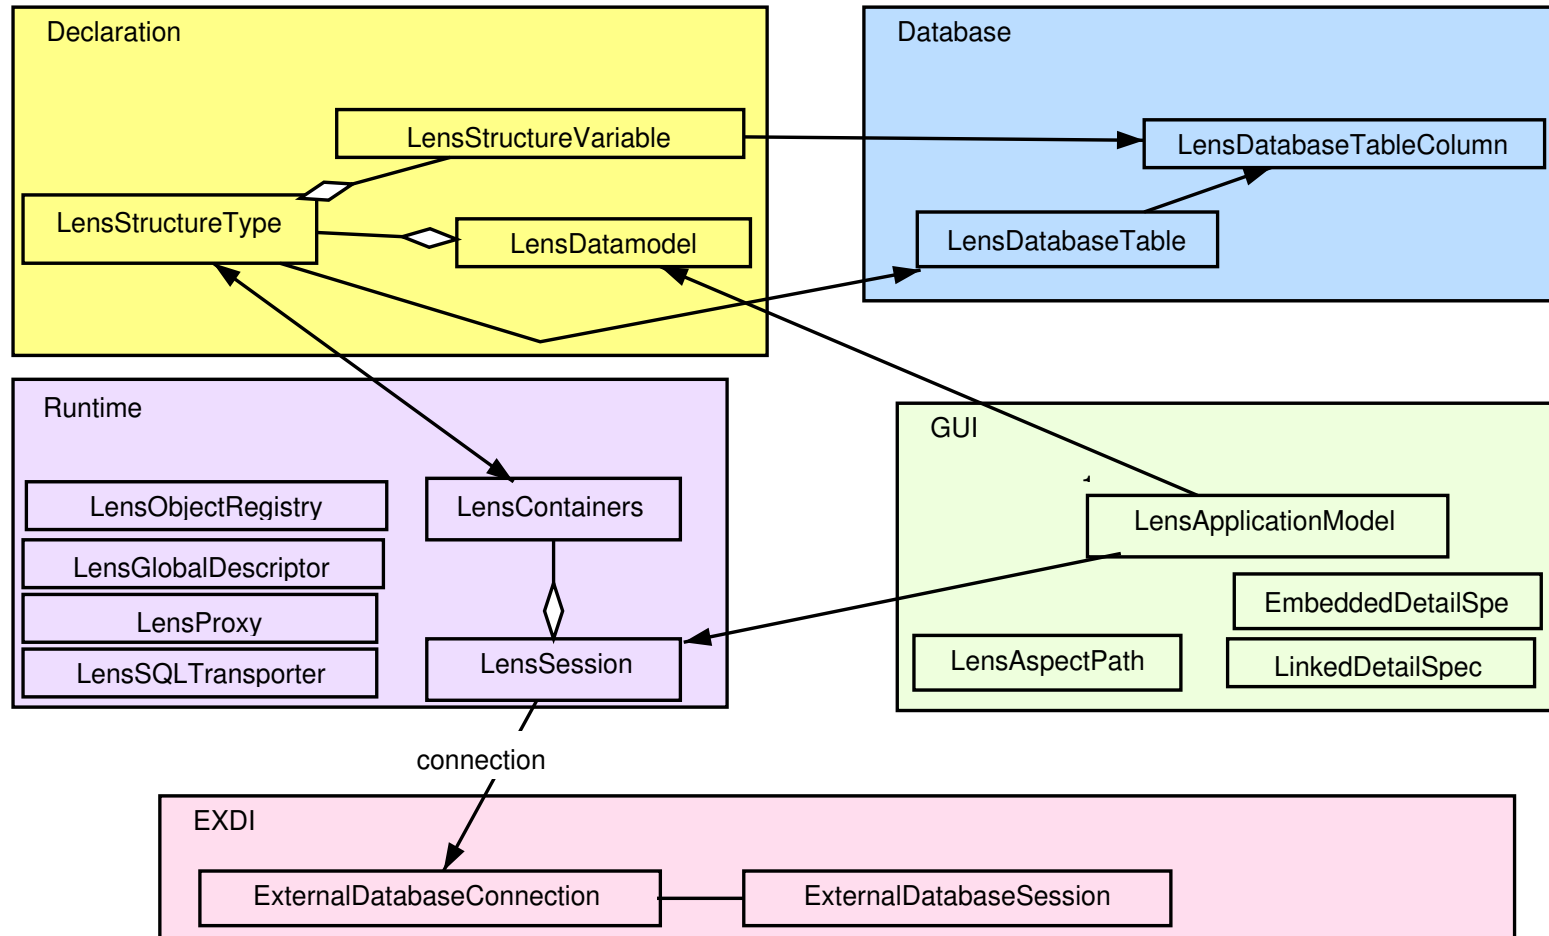 Declaration
LensStructureVariable
LensStructureType
LensDatamodel
Database
LensDatabaseTableColumn
LensDatabaseTable
Runtime
LensObjectRegistry
LensGlobalDescriptor
LensProxy
LensSQLTransporter
LensContainers
LensSession
GUI
LensApplicationModel
EmbeddedDetailSpe
LensAspectPath
LinkedDetailSpec
connection
EXDI
ExternalDatabaseConnection
ExternalDatabaseSession